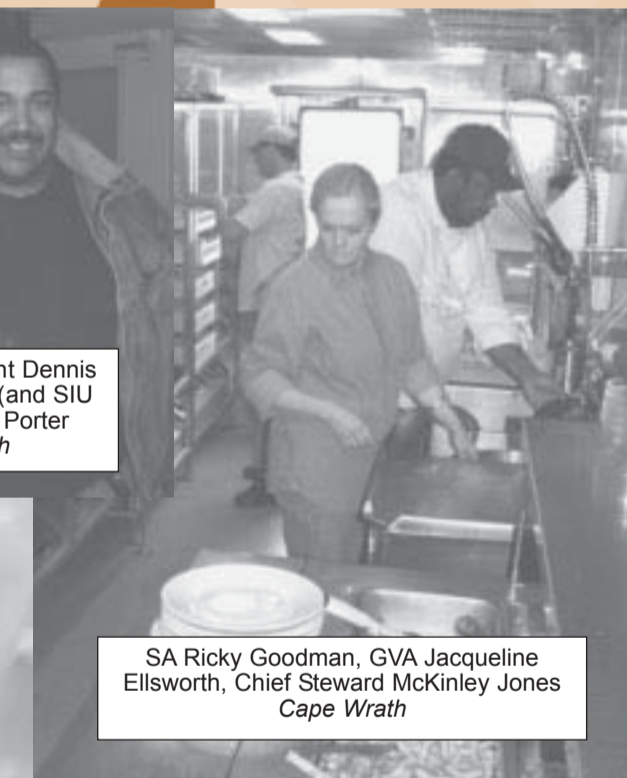 nt Dennis
(and SIU
Porter
h
SA Ricky Goodman, GVA Jacqueline
Ellsworth, Chief Steward McKinley Jones
Cape Wrath